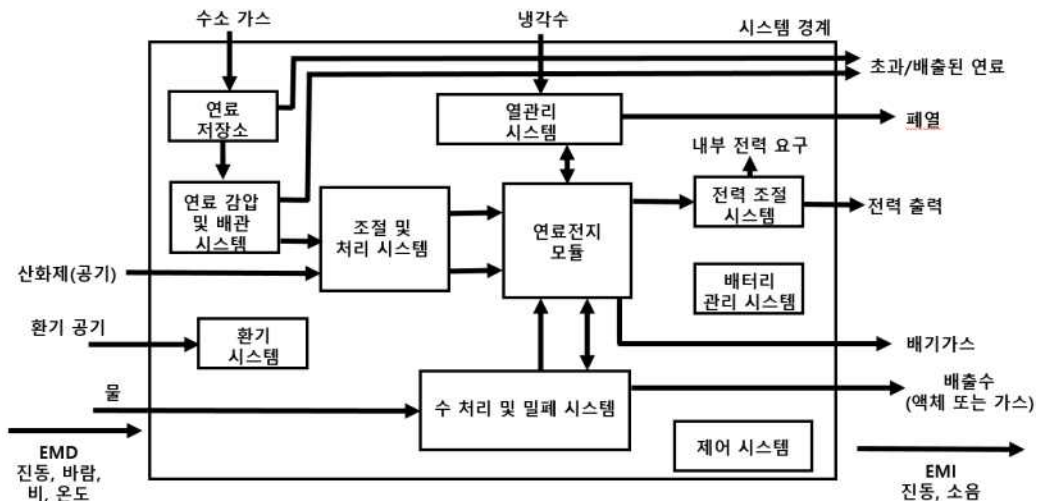 수소 가스
냉각수
시스템 경계
초과/배출된 연료
연료
저장소
열관리
시스템
폐열
내부 전력 요구
연료 감압
및 배관
시스템
조절 및
처리 시스템
연료전지
모듈
전력 조절
시스템
전력 출력
산화제(공기)
배터리
관리 시스템
환기 공기
환기
시스템
배기가스
물
수 처리 및 밀폐 시스템
배출수
(액체 또는 가스)
제어 시스템
EMD
진동, 바람,
비, 온도
EMI
진동, 소음